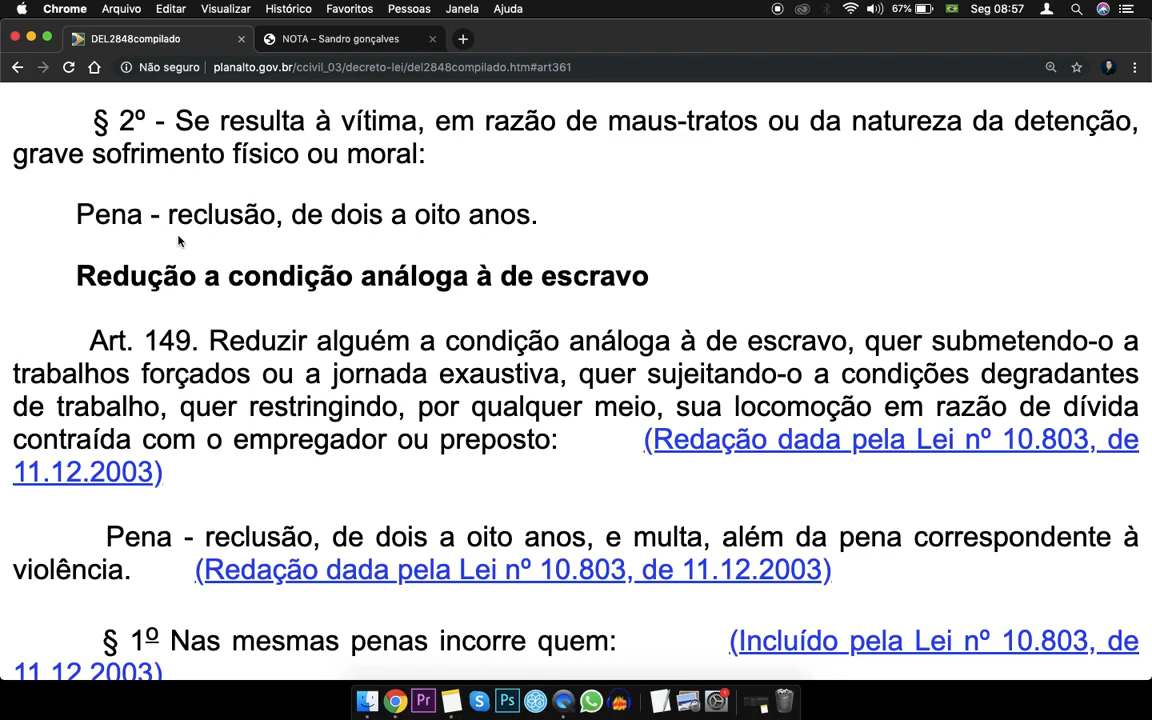 Chrome Arquivo Editar Visualizar Histórico Favoritos Pessoas Janela Ajuda 67% Seg 08:57
DEL2848compilado × NOTA – Sandro gonçalves × +
Não seguro | planalto.gov.br/ccivil_03/decreto-lei/del2848compilado.htm#art361
§ 2º - Se resulta à vítima, em razão de maus-tratos ou da natureza da detenção,
grave sofrimento físico ou moral:
Pena - reclusão, de dois a oito anos.
Redução a condição análoga à de escravo
Art. 149. Reduzir alguém a condição análoga à de escravo, quer submetendo-o a
trabalhos forçados ou a jornada exaustiva, quer sujeitando-o a condições degradantes
de trabalho, quer restringindo, por qualquer meio, sua locomoção em razão de dívida
contraída com o empregador ou preposto: (Redação dada pela Lei nº 10.803, de
11.12.2003)
Pena - reclusão, de dois a oito anos, e multa, além da pena correspondente à
violência. (Redação dada pela Lei nº 10.803, de 11.12.2003)
§ 1º Nas mesmas penas incorre quem: (Incluído pela Lei nº 10.803, de
11.12.2003)
Pr Ps 1